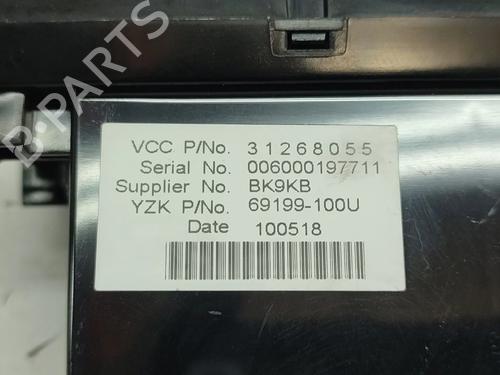 VCC P/No. 31268055
Serial No. 006000197711
Supplier No. BK9KB
YZK P/No. 69199-100U
Date 100518
B-PARTS